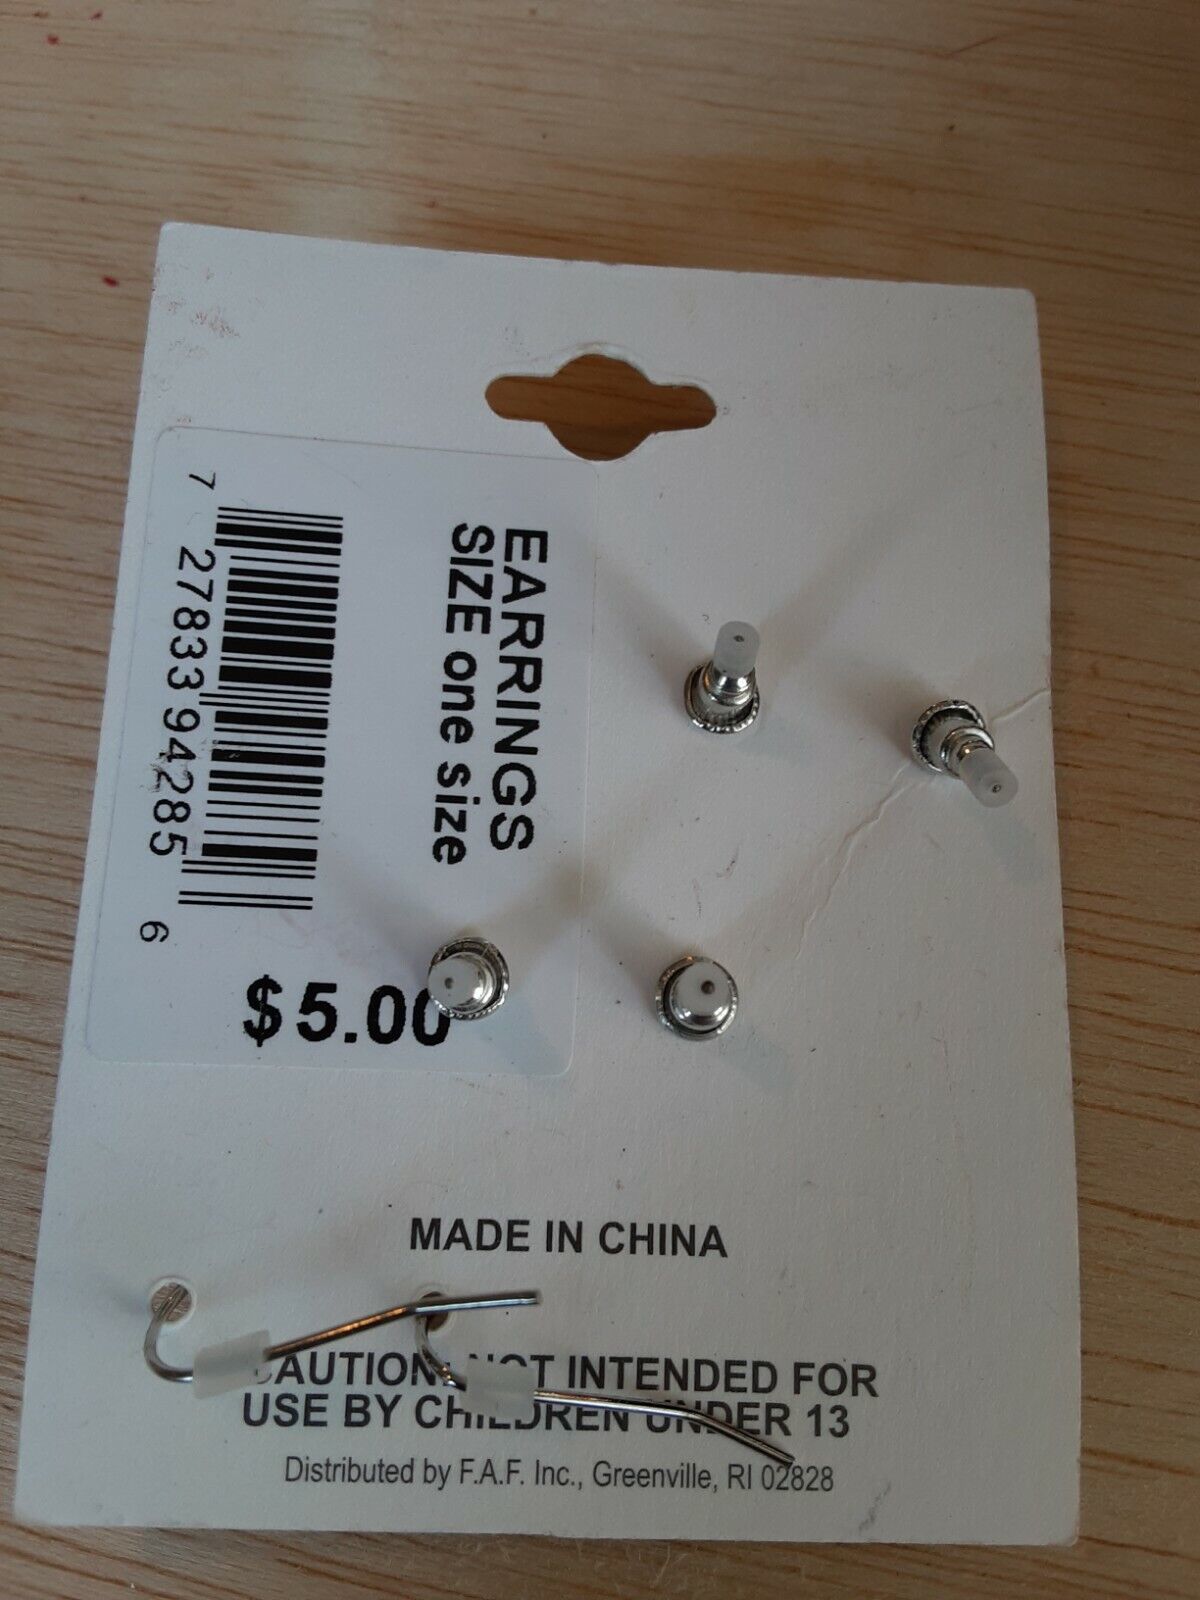 EARRINGS
SIZE one size
7 27833 94285 6
$5.00
MADE IN CHINA
CAUTION: NOT INTENDED FOR
USE BY CHILDREN UNDER 13
Distributed by F.A.F. Inc., Greenville, RI 02828